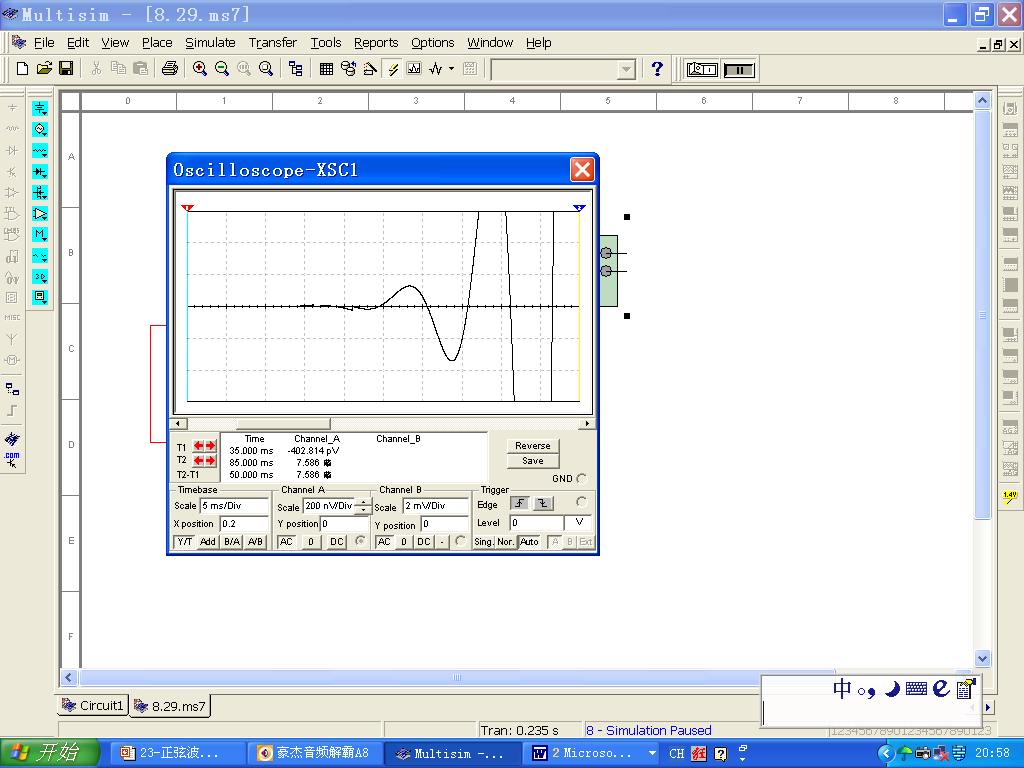 Multisim - [8.29.ms7]
File Edit View Place Simulate Transfer Tools Reports Options Window Help
0 1 2 3 4 5 6 7 8
A
B
C
D
E
F
Oscilloscope-XSC1
Time Channel_A Channel_B
T1 35.000 ms -402.814 pV
T2 85.000 ms 7.586
T2-T1 50.000 ms 7.586
Reverse
Save
GND
Timebase Channel A Channel B Trigger
Scale 5 ms/Div Scale 200 nV/Div Scale 2 mV/Div Edge
X position 0.2 Y position 0 Y position 0 Level 0 V
Y/T Add B/A A/B AC 0 DC AC 0 DC - Sing. Nor. Auto A B Ext
MISC
.com
1.4v
Circuit1 8.29.ms7
Tran: 0.235 s 8 - Simulation Paused
中
开始 23-正弦波... 豪杰音频解霸A8 Multisim -... 2 Microso... CH 20:58